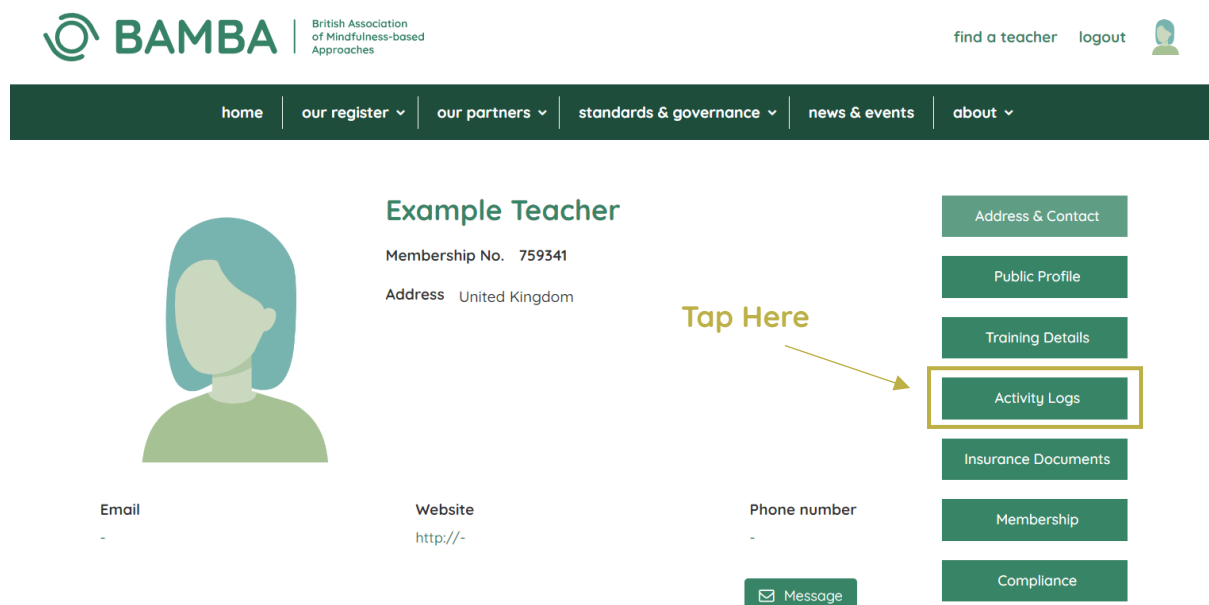 BAMBA
British Association
of Mindfulness-based
Approaches
find a teacher
logout
home
our register
our partners
standards & governance
news & events
about
Example Teacher
Membership No. 759341
Address United Kingdom
Tap Here
Address & Contact
Public Profile
Training Details
Activity Logs
Insurance Documents
Membership
Compliance
Email
-
Website
http://-
Phone number
-
Message